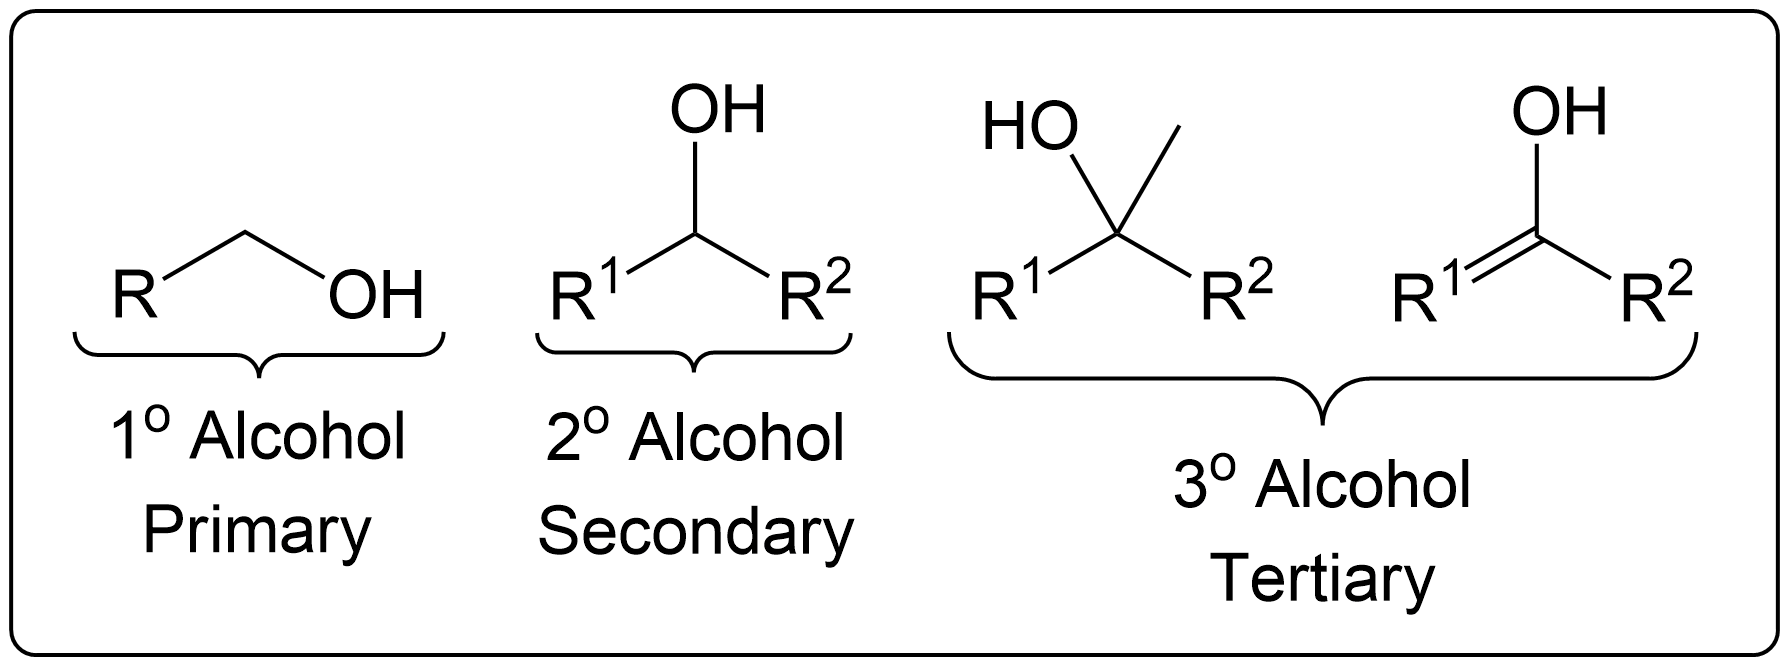 OH
HO
OH
R
OH
R1
R2
R1
R2
R1
R2
1o Alcohol
Primary
2o Alcohol
Secondary
3o Alcohol
Tertiary